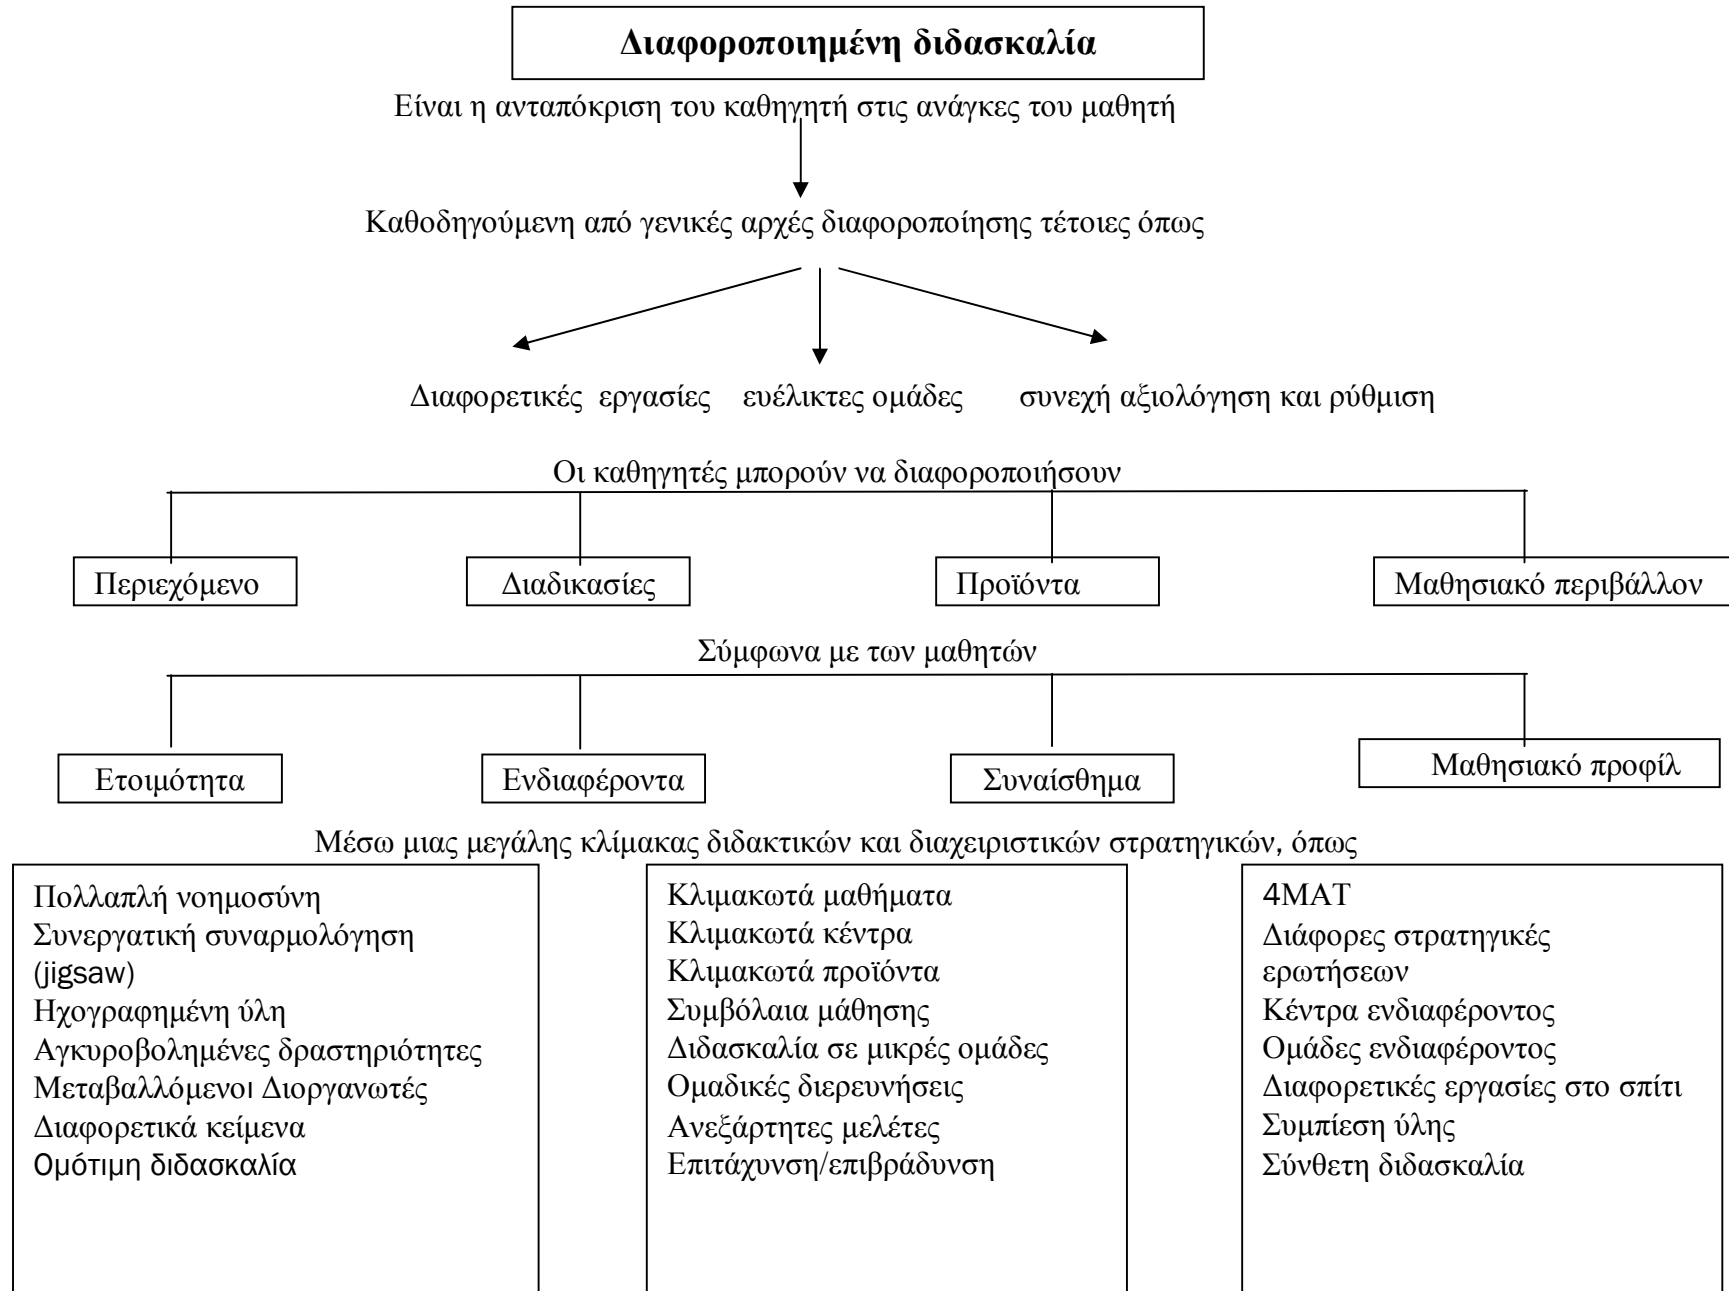 Διαφοροποιημένη διδασκαλία
Είναι η ανταπόκριση του καθηγητή στις ανάγκες του μαθητή
Καθοδηγούμενη από γενικές αρχές διαφοροποίησης τέτοιες όπως
Διαφορετικές εργασίες ευέλικτες ομάδες συνεχή αξιολόγηση και ρύθμιση
Οι καθηγητές μπορούν να διαφοροποιήσουν
Περιεχόμενο Διαδικασίες Προϊόντα Μαθησιακό περιβάλλον
Σύμφωνα με των μαθητών
Ετοιμότητα Ενδιαφέροντα Συναίσθημα Μαθησιακό προφίλ
Μέσω μιας μεγάλης κλίμακας διδακτικών και διαχειριστικών στρατηγικών, όπως
Πολλαπλή νοημοσύνη
Συνεργατική συναρμολόγηση
(jigsaw)
Ηχογραφημένη ύλη
Αγκυροβολημένες δραστηριότητες
Μεταβαλλόμενοι Διοργανωτές
Διαφορετικά κείμενα
Ομότιμη διδασκαλία
Κλιμακωτά μαθήματα
Κλιμακωτά κέντρα
Κλιμακωτά προϊόντα
Συμβόλαια μάθησης
Διδασκαλία σε μικρές ομάδες
Ομαδικές διερευνήσεις
Ανεξάρτητες μελέτες
Επιτάχυνση/επιβράδυνση
4MAT
Διάφορες στρατηγικές
ερωτήσεων
Κέντρα ενδιαφέροντος
Ομάδες ενδιαφέροντος
Διαφορετικές εργασίες στο σπίτι
Συμπίεση ύλης
Σύνθετη διδασκαλία